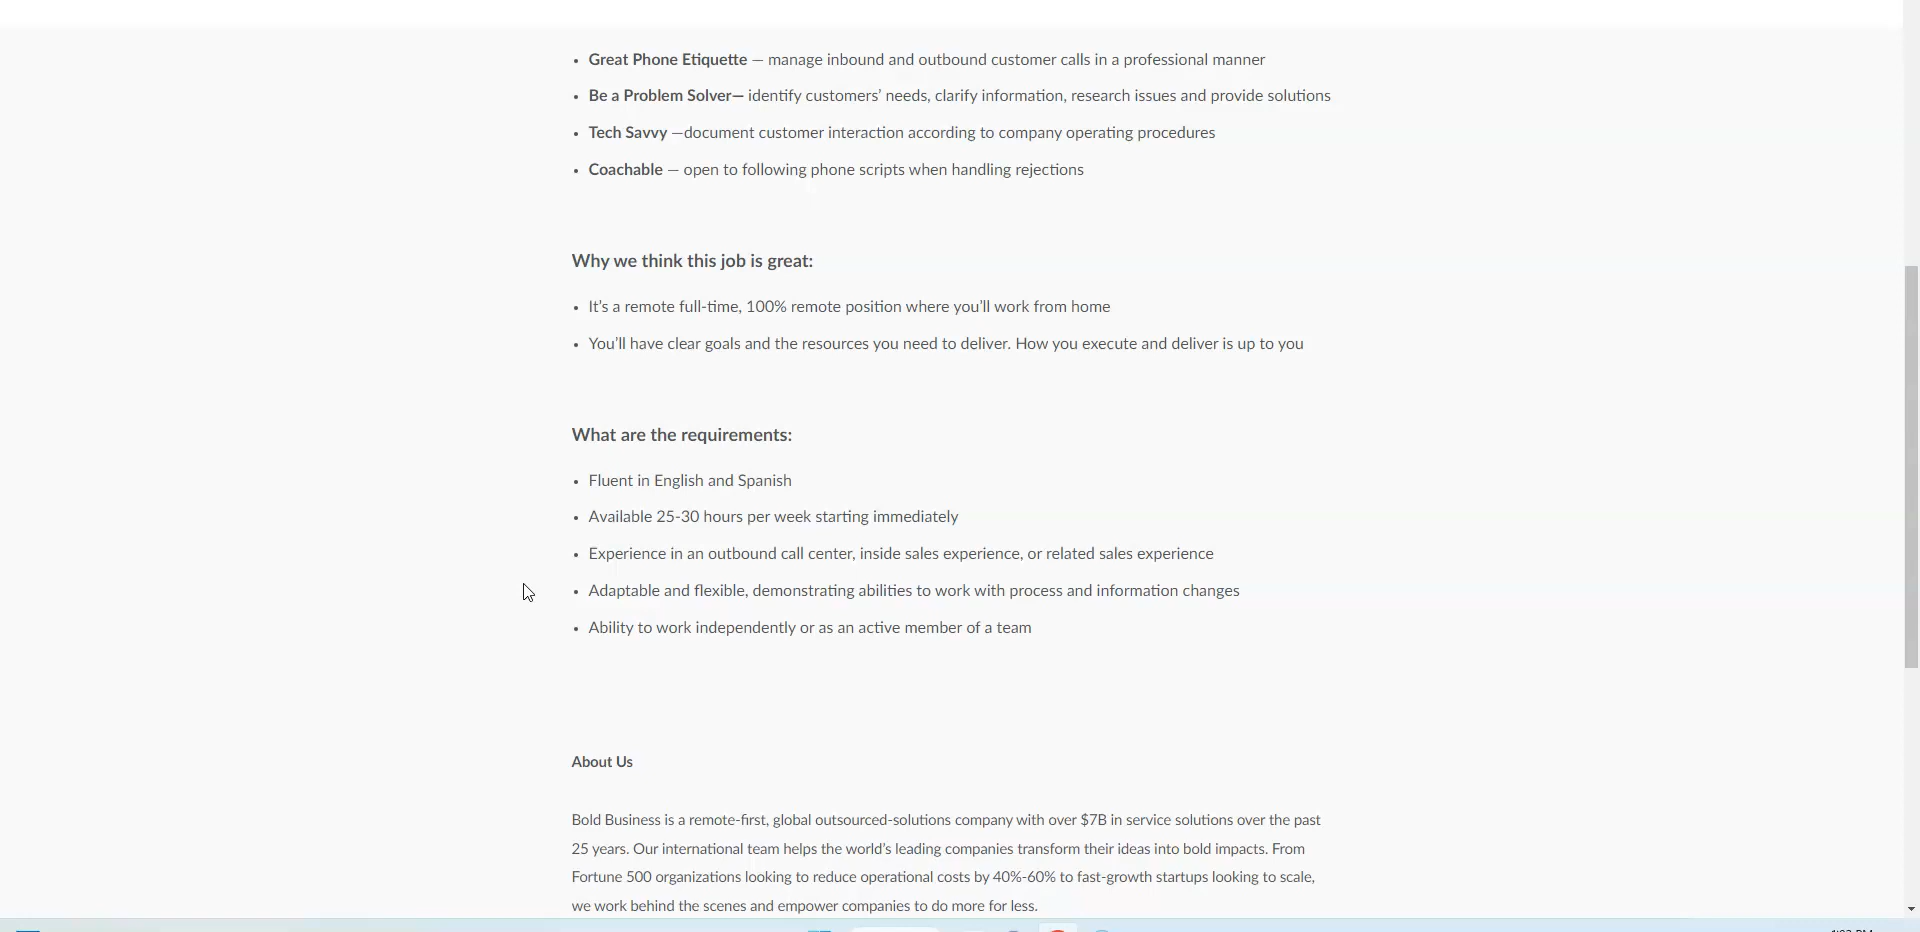 • Great Phone Etiquette — manage inbound and outbound customer calls in a professional manner
• Be a Problem Solver— identify customers’ needs, clarify information, research issues and provide solutions
• Tech Savvy —document customer interaction according to company operating procedures
• Coachable — open to following phone scripts when handling rejections
Why we think this job is great:
• It’s a remote full-time, 100% remote position where you’ll work from home
• You’ll have clear goals and the resources you need to deliver. How you execute and deliver is up to you
What are the requirements:
• Fluent in English and Spanish
• Available 25-30 hours per week starting immediately
• Experience in an outbound call center, inside sales experience, or related sales experience
• Adaptable and flexible, demonstrating abilities to work with process and information changes
• Ability to work independently or as an active member of a team
About Us
Bold Business is a remote-first, global outsourced-solutions company with over $7B in service solutions over the past
25 years. Our international team helps the world’s leading companies transform their ideas into bold impacts. From
Fortune 500 organizations looking to reduce operational costs by 40%-60% to fast-growth startups looking to scale,
we work behind the scenes and empower companies to do more for less.